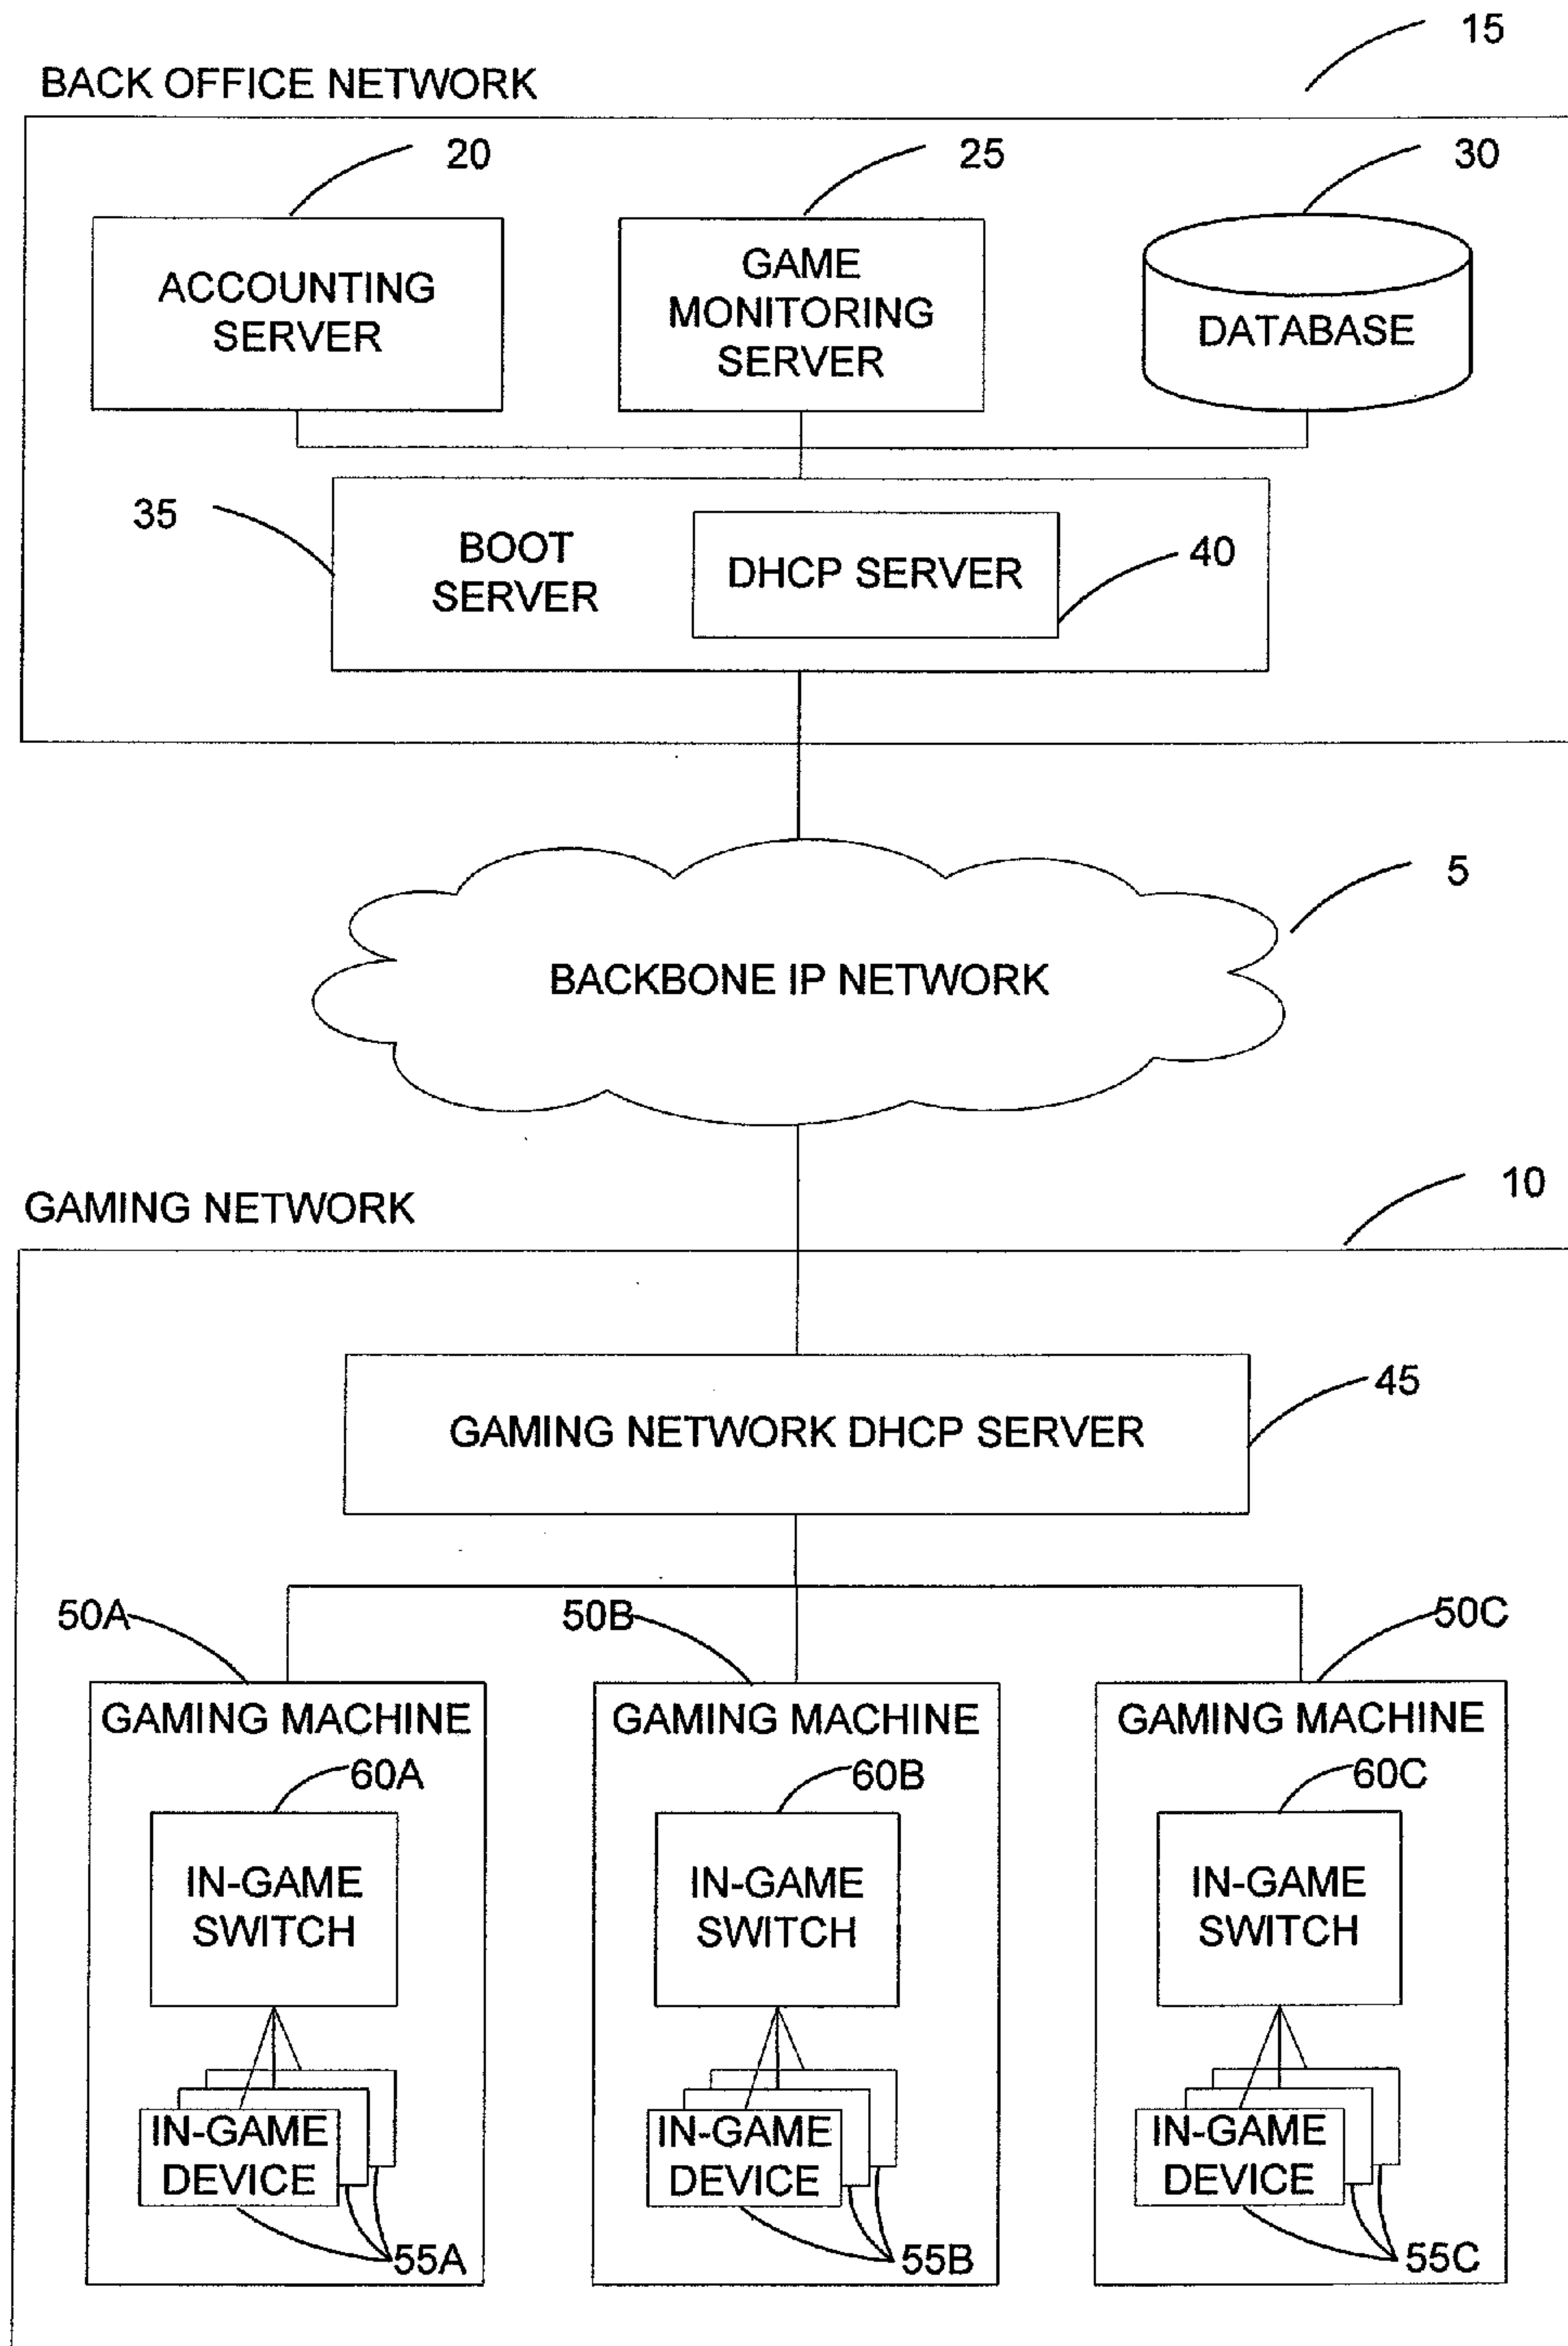 15
BACK OFFICE NETWORK
20
25
30
ACCOUNTING
SERVER
GAME
MONITORING
SERVER
DATABASE
35
BOOT
SERVER
DHCP SERVER
40
5
BACKBONE IP NETWORK
10
GAMING NETWORK
45
GAMING NETWORK DHCP SERVER
50A
50B
50C
GAMING MACHINE
60A
IN-GAME
SWITCH
IN-GAME
DEVICE
55A
GAMING MACHINE
60B
IN-GAME
SWITCH
IN-GAME
DEVICE
55B
GAMING MACHINE
60C
IN-GAME
SWITCH
IN-GAME
DEVICE
55C